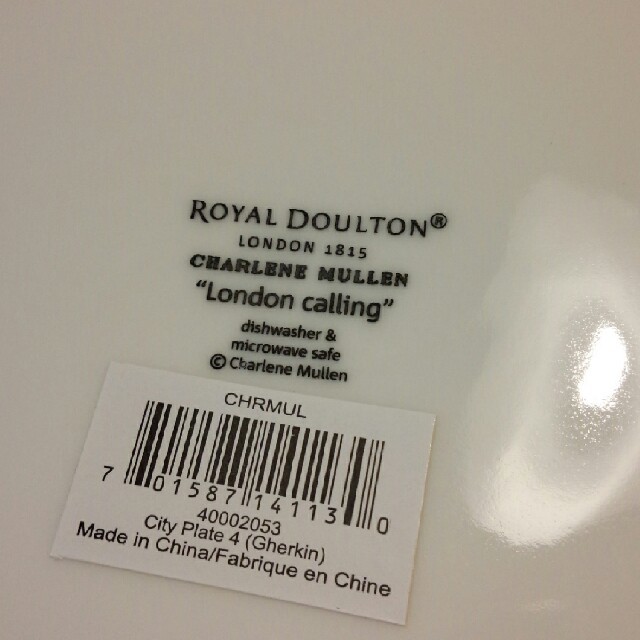 ROYAL DOULTON®
LONDON 1815
CHARLENE MULLEN
“London calling”
dishwasher &
microwave safe
© Charlene Mullen
CHRMUL
7 01587 14113 0
40002053
City Plate 4 (Gherkin)
Made in China/Fabrique en Chine